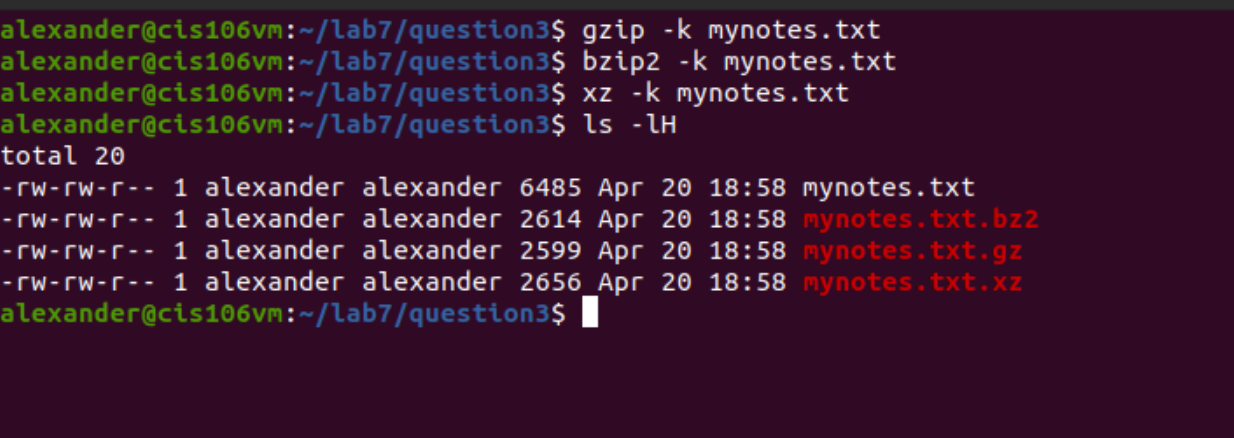 alexander@cis106vm:~/lab7/question3$ gzip -k mynotes.txt
alexander@cis106vm:~/lab7/question3$ bzip2 -k mynotes.txt
alexander@cis106vm:~/lab7/question3$ xz -k mynotes.txt
alexander@cis106vm:~/lab7/question3$ ls -lH
total 20
-rw-rw-r-- 1 alexander alexander 6485 Apr 20 18:58 mynotes.txt
-rw-rw-r-- 1 alexander alexander 2614 Apr 20 18:58 mynotes.txt.bz2
-rw-rw-r-- 1 alexander alexander 2599 Apr 20 18:58 mynotes.txt.gz
-rw-rw-r-- 1 alexander alexander 2656 Apr 20 18:58 mynotes.txt.xz
alexander@cis106vm:~/lab7/question3$